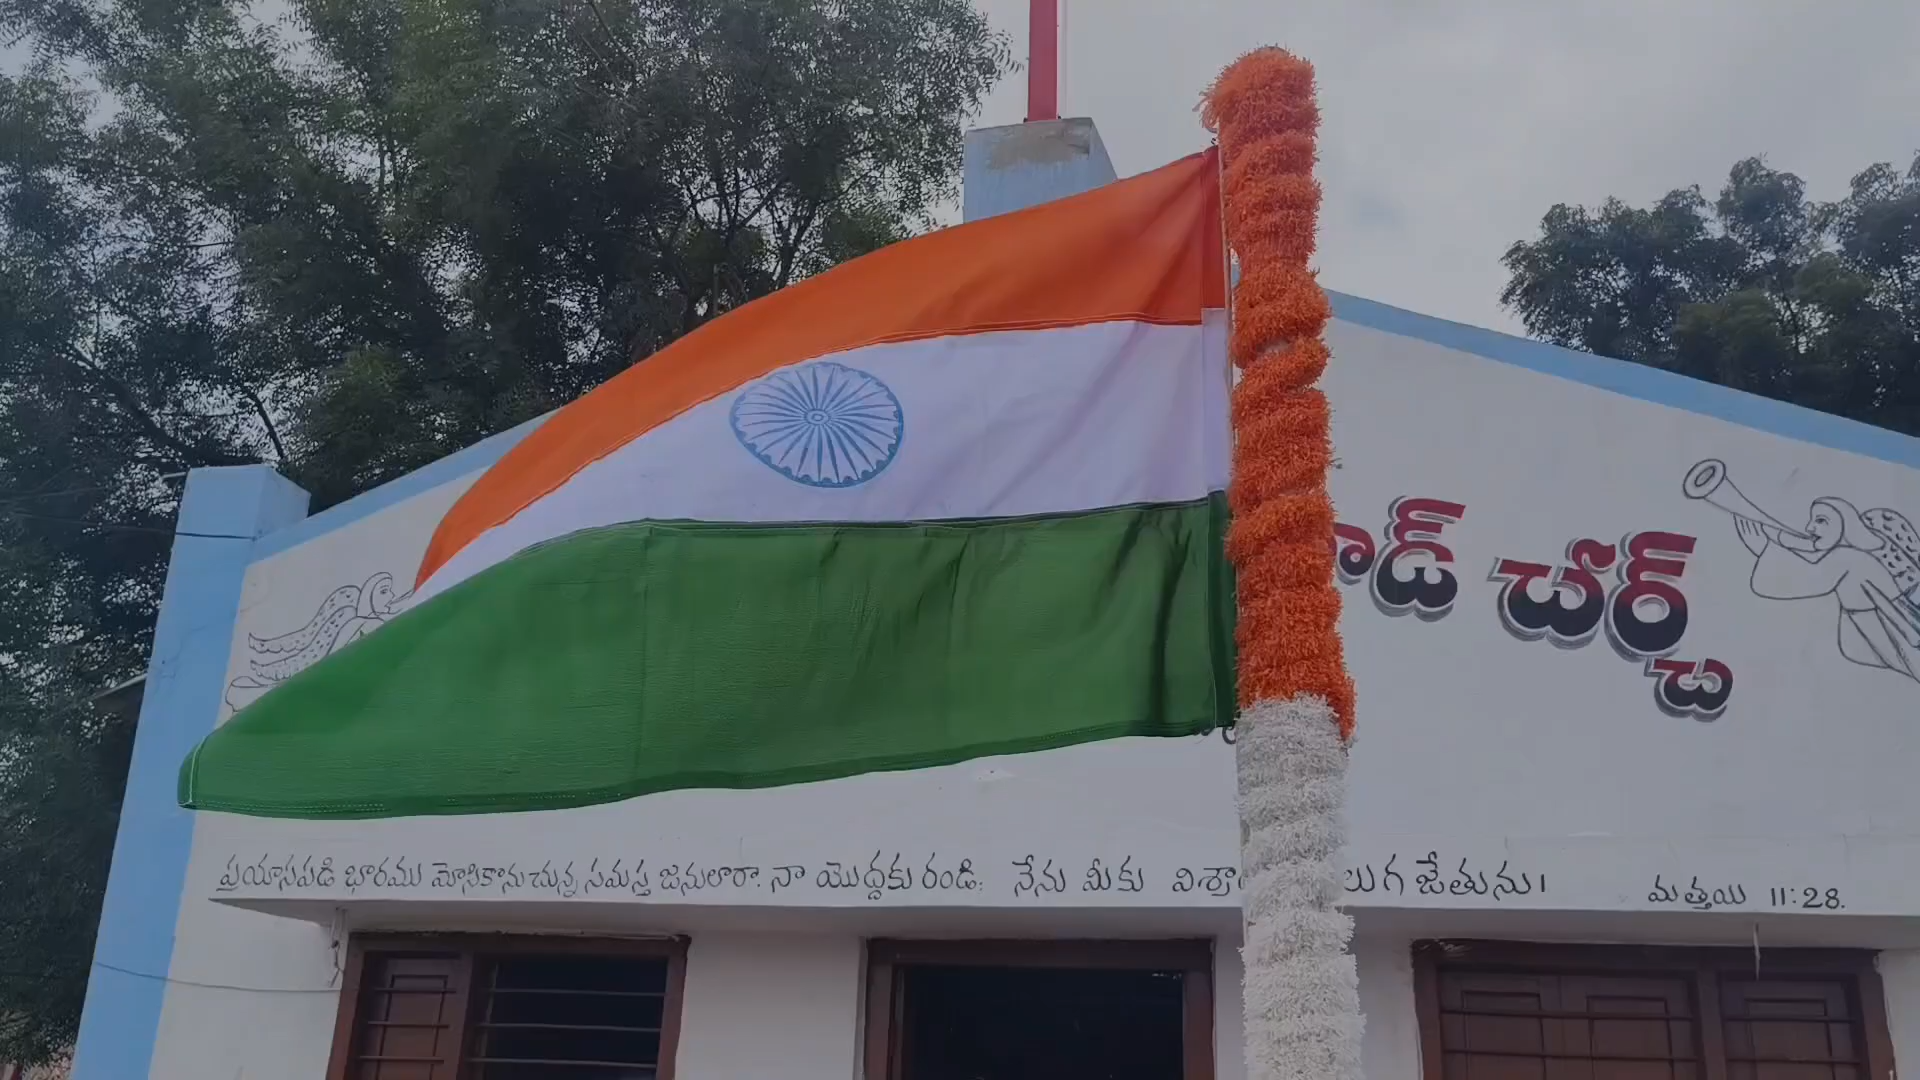 చర్చ్
ప్రయాసపడి భారము మోసికొనుచున్న సమస్త జనులారా. నా యొద్దకు రండి; నేను మీకు లుగ జేతును। మత్తయి 11:28.